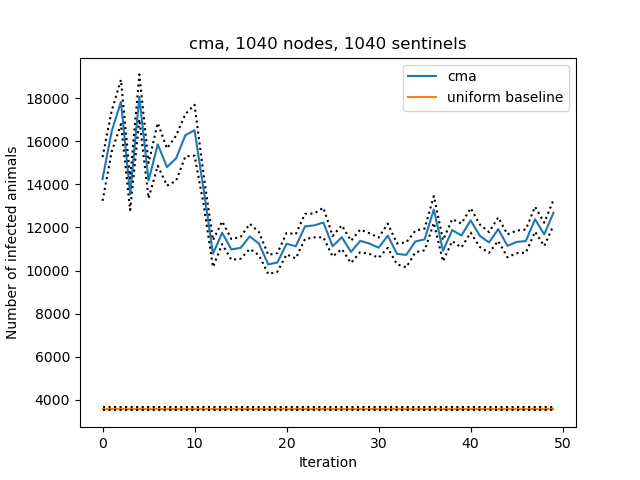 cma, 1040 nodes, 1040 sentinels
cma
uniform baseline
Number of infected animals
18000
16000
14000
12000
10000
8000
6000
4000
0 10 20 30 40 50
Iteration